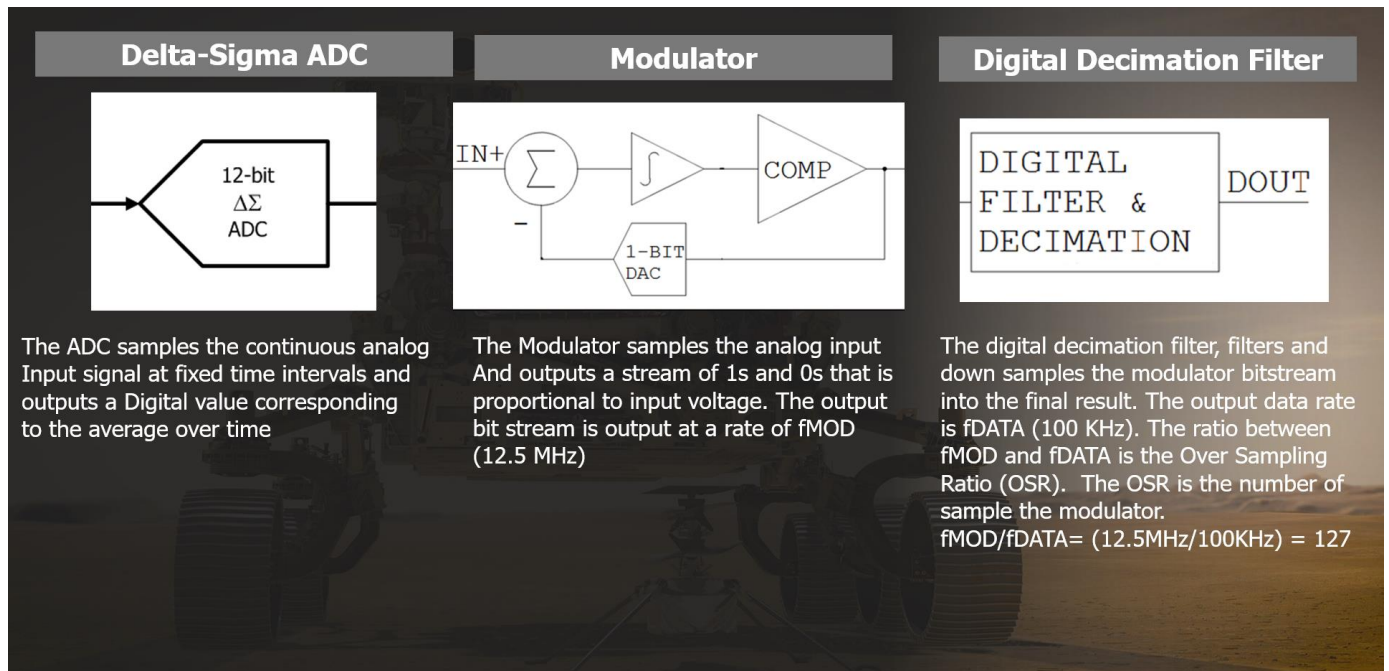 Delta-Sigma ADC
12-bit
ΔΣ
ADC
The ADC samples the continuous analog
Input signal at fixed time intervals and
outputs a Digital value corresponding
to the average over time
Modulator
IN+
Σ
∫
COMP
−
1-BIT
DAC
The Modulator samples the analog input
And outputs a stream of 1s and 0s that is
proportional to input voltage. The output
bit stream is output at a rate of fMOD
(12.5 MHz)
Digital Decimation Filter
DIGITAL
FILTER &
DECIMATION
DOUT
The digital decimation filter, filters and
down samples the modulator bitstream
into the final result. The output data rate
is fDATA (100 KHz). The ratio between
fMOD and fDATA is the Over Sampling
Ratio (OSR).  The OSR is the number of
sample the modulator.
fMOD/fDATA= (12.5MHz/100KHz) = 127